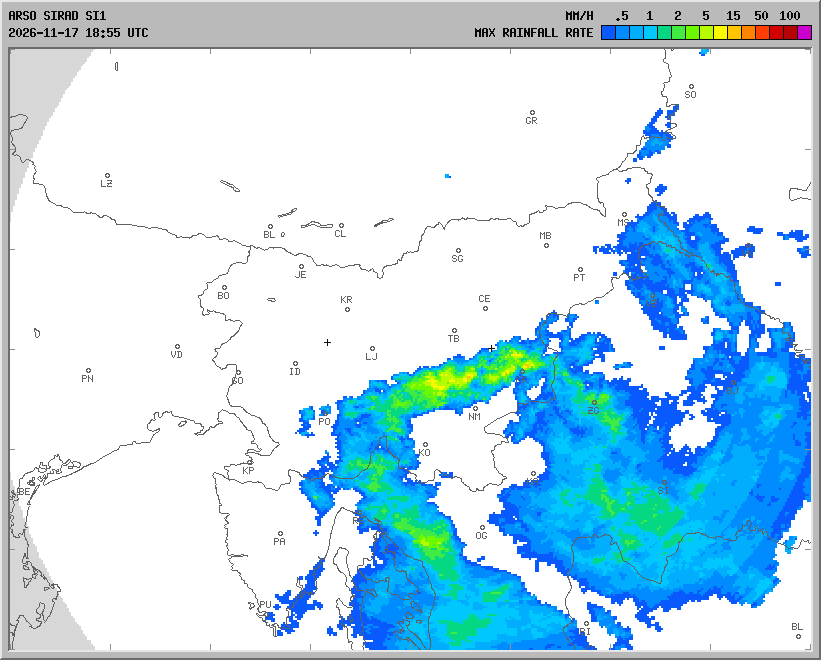 ARSO SIRAD SI1
MM/H .5 1 2 5 15 50 100
2026-11-17 18:55 UTC
MAX RAINFALL RATE
SO
GR
LZ
MS
BL
CL
MB
SG
PT
JE
BO
KR
CE
TB
VD
LJ
ID
PN
GO
NM
ZG
PO
KO
KP
BE
SI
PA
OG
PU
BI
BL